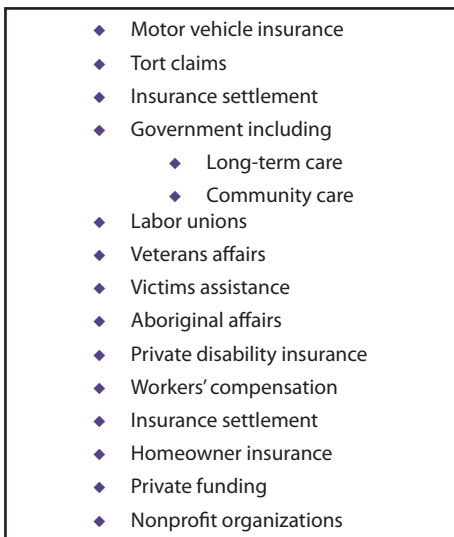 ◆ Motor vehicle insurance
◆ Tort claims
◆ Insurance settlement
◆ Government including
◆ Long-term care
◆ Community care
◆ Labor unions
◆ Veterans affairs
◆ Victims assistance
◆ Aboriginal affairs
◆ Private disability insurance
◆ Workers’ compensation
◆ Insurance settlement
◆ Homeowner insurance
◆ Private funding
◆ Nonprofit organizations